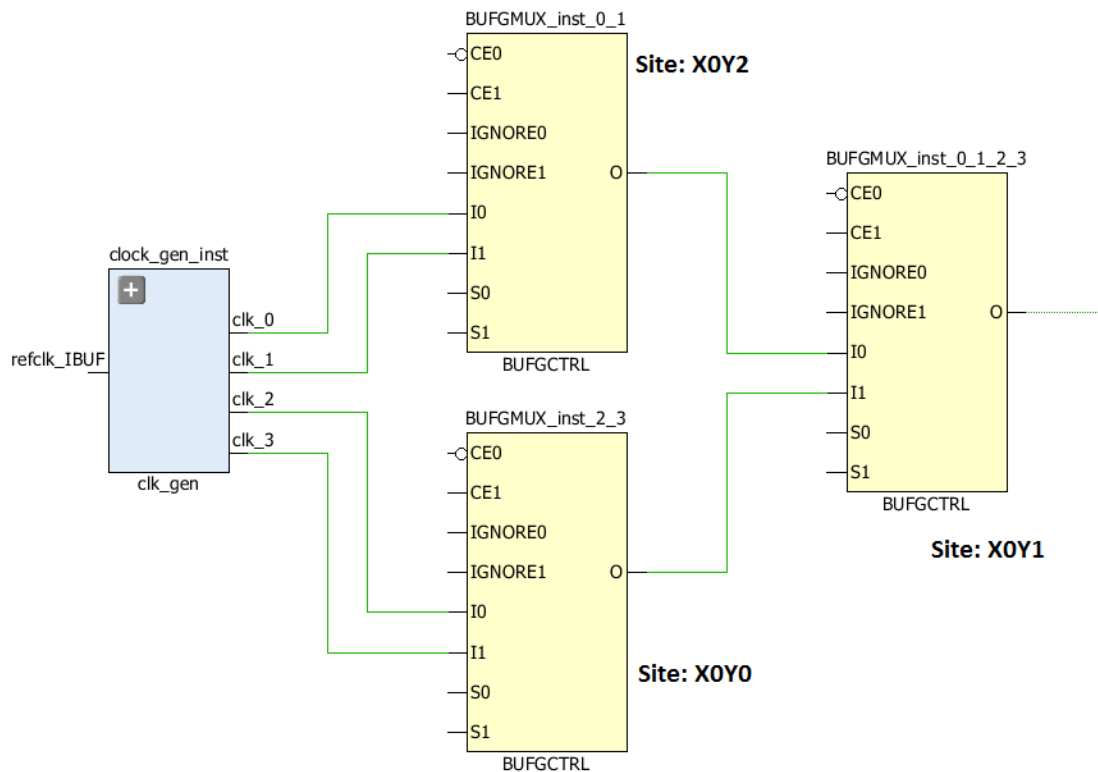 BUFGMUX_inst_0_1
CE0
CE1
IGNORE0
IGNORE1
O
I0
I1
S0
S1
BUFGCTRL
Site: X0Y2
clock_gen_inst
+
refclk_IBUF
clk_0
clk_1
clk_2
clk_3
clk_gen
BUFGMUX_inst_2_3
CE0
CE1
IGNORE0
IGNORE1
O
I0
I1
S0
S1
BUFGCTRL
Site: X0Y0
BUFGMUX_inst_0_1_2_3
CE0
CE1
IGNORE0
IGNORE1
O
I0
I1
S0
S1
BUFGCTRL
Site: X0Y1